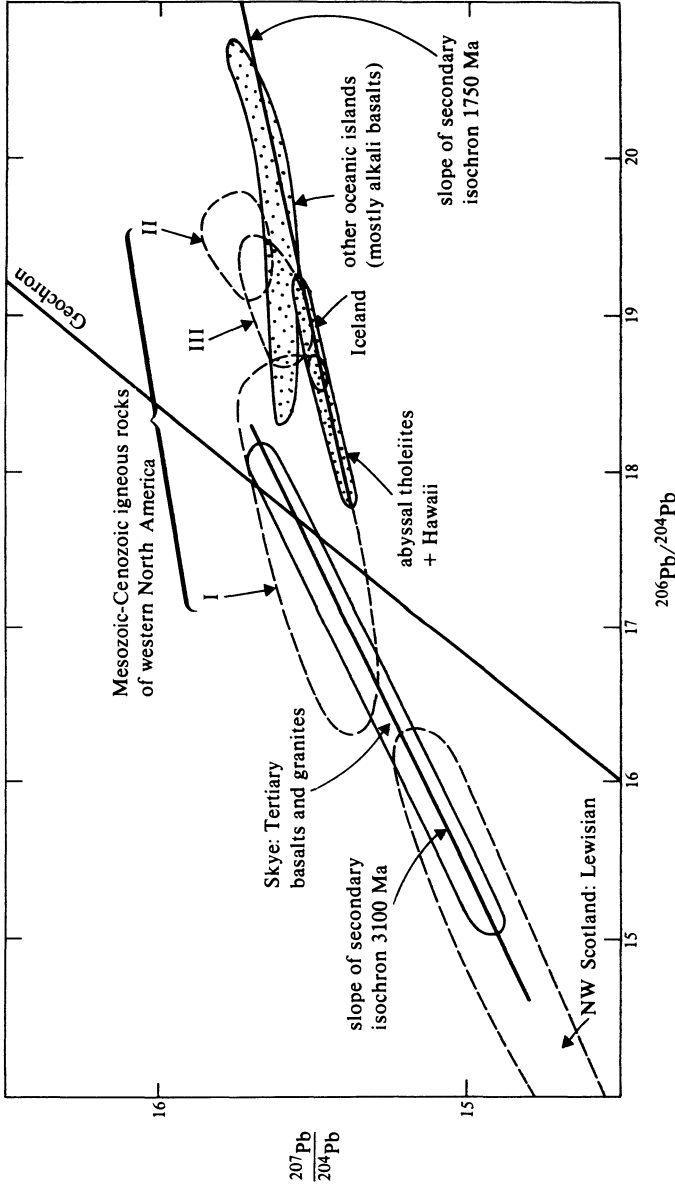 Geochron
Mesozoic-Cenozoic igneous rocks
of western North America
I
II
III
slope of secondary
isochron 1750 Ma
other oceanic islands
(mostly alkali basalts)
Iceland
abyssal tholeiites
+ Hawaii
Skye: Tertiary
basalts and granites
slope of secondary
isochron 3100 Ma
NW Scotland: Lewisian
16
15
207Pb
204Pb
15
16
17
18
19
20
206Pb/204Pb